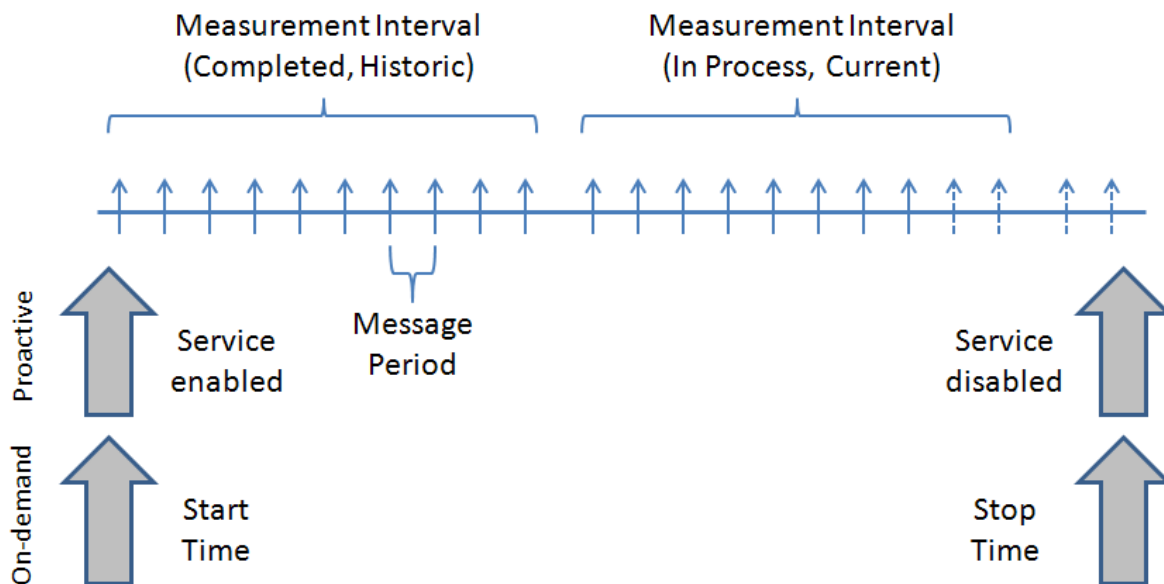 Measurement Interval
(Completed, Historic)
Measurement Interval
(In Process, Current)
Message
Period
Proactive
Service
enabled
Service
disabled
On-demand
Start
Time
Stop
Time